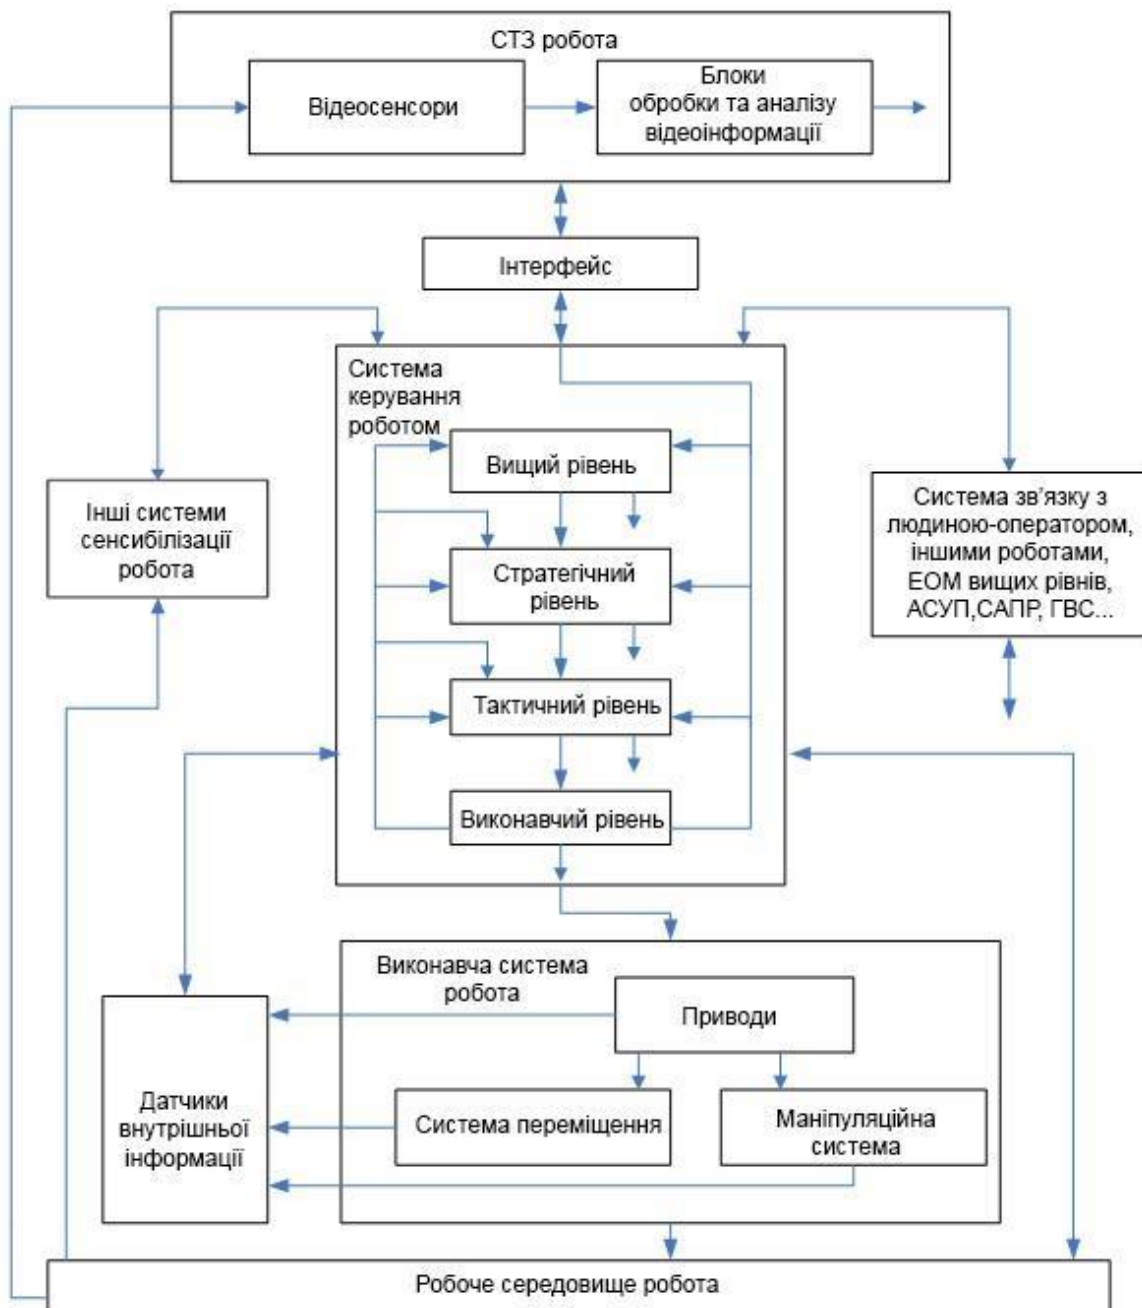 СТЗ робота
Відеосенсори
Блоки
обробки та аналізу
відеоінформації
Інтерфейс
Система
керування
роботом
Вищий рівень
Стратегічний
рівень
Тактичний рівень
Виконавчий рівень
Інші системи
сенсибілізації
робота
Система зв’язку з
людиною-оператором,
іншими роботами,
ЕОМ вищих рівнів,
АСУП,САПР, ГВС...
Виконавча система
робота
Приводи
Система переміщення
Маніпуляційна
система
Датчики
внутрішньої
інформації
Робоче середовище робота